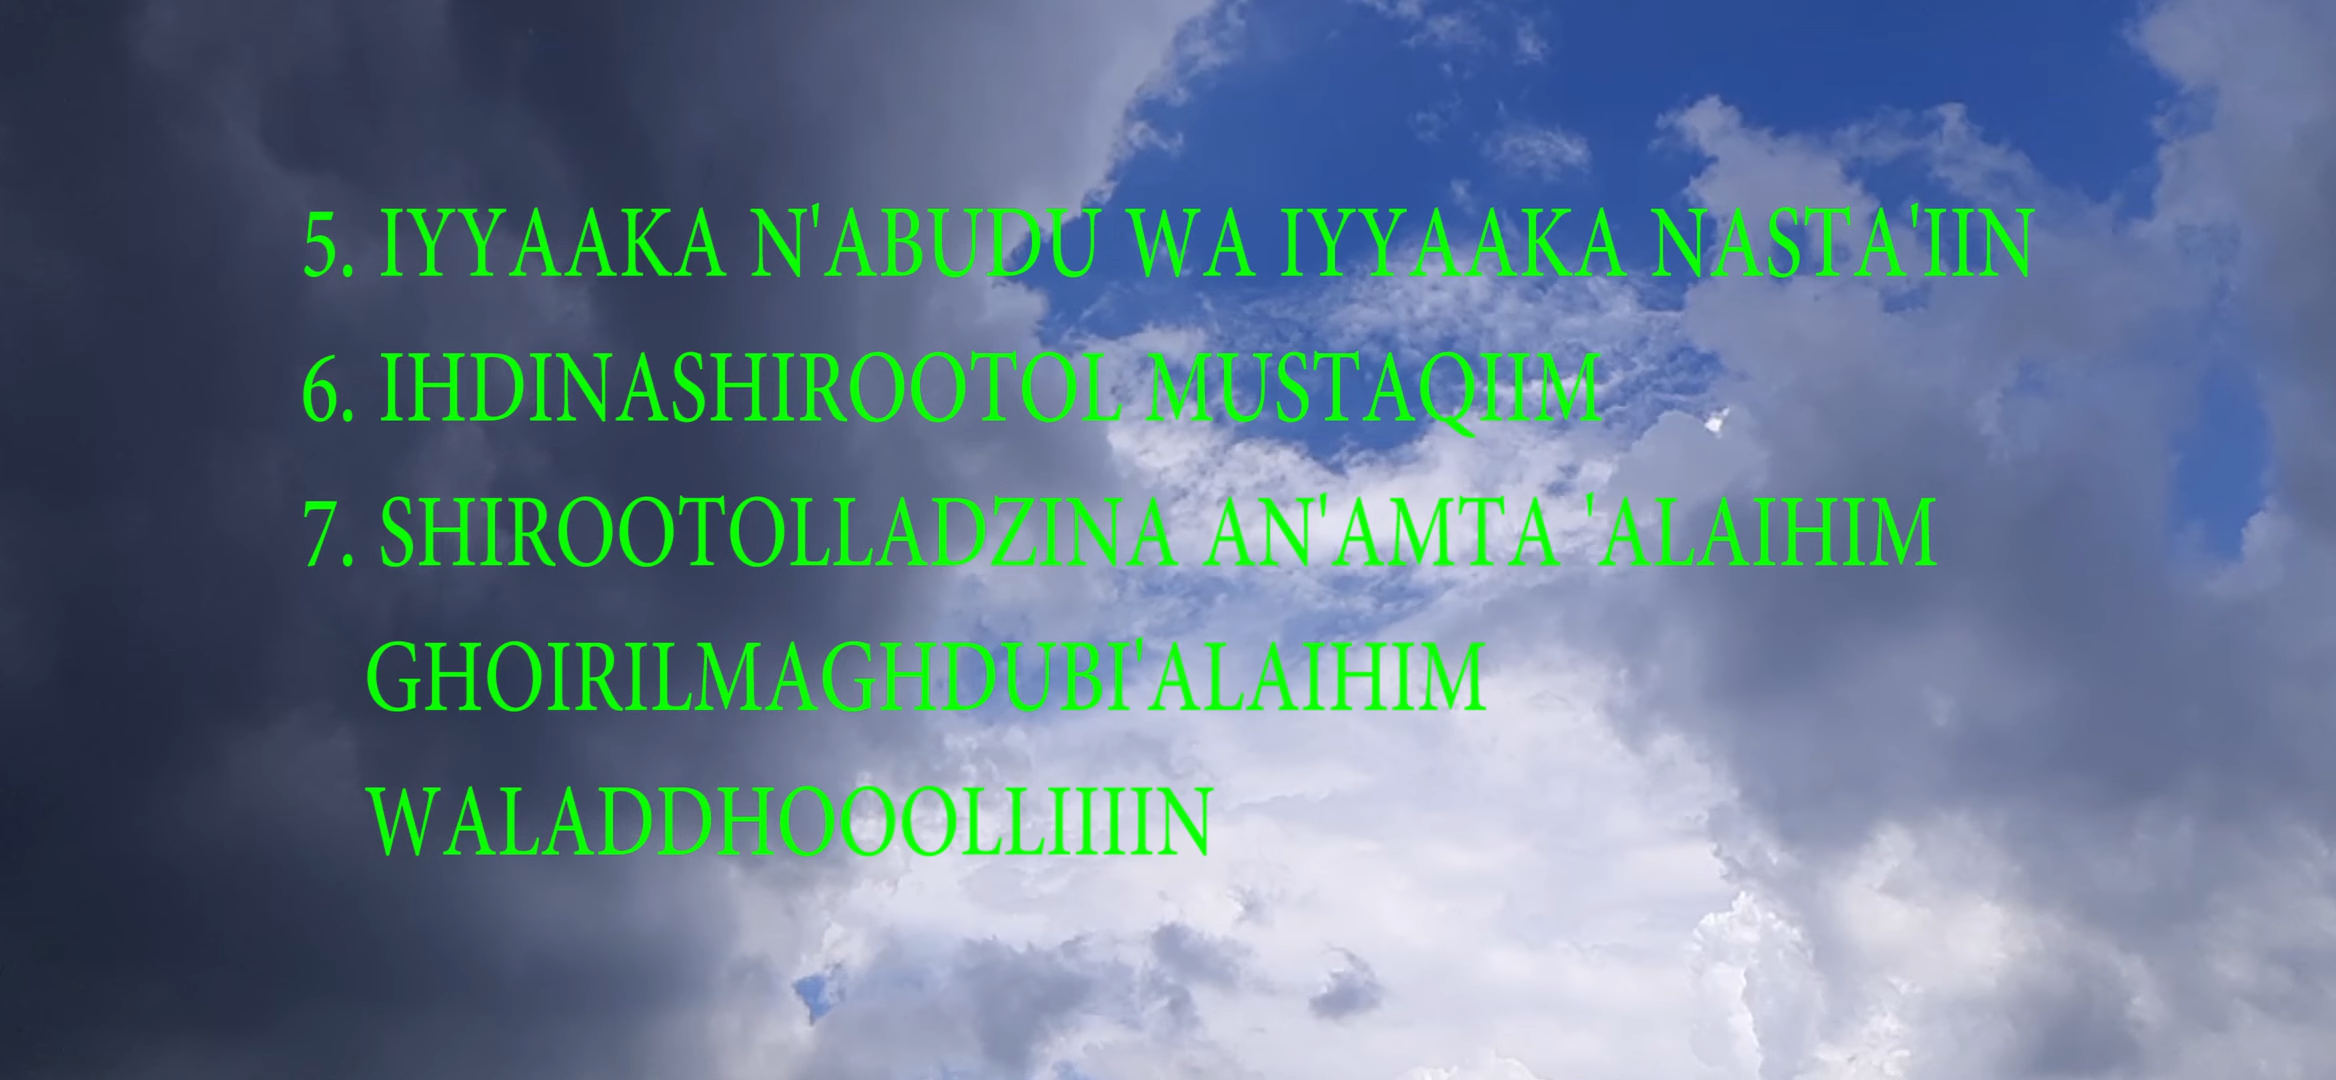 5. IYYAAKA N'ABUDU WA IYYAAKA NASTA'IIN
6. IHDINASHIROOTOL MUSTAQIIM
7. SHIROOTOLLADZINA AN'AMTA 'ALAIHIM
GHOIRILMAGHDUBI'ALAIHIM
WALADDHOOOLLIIIIN